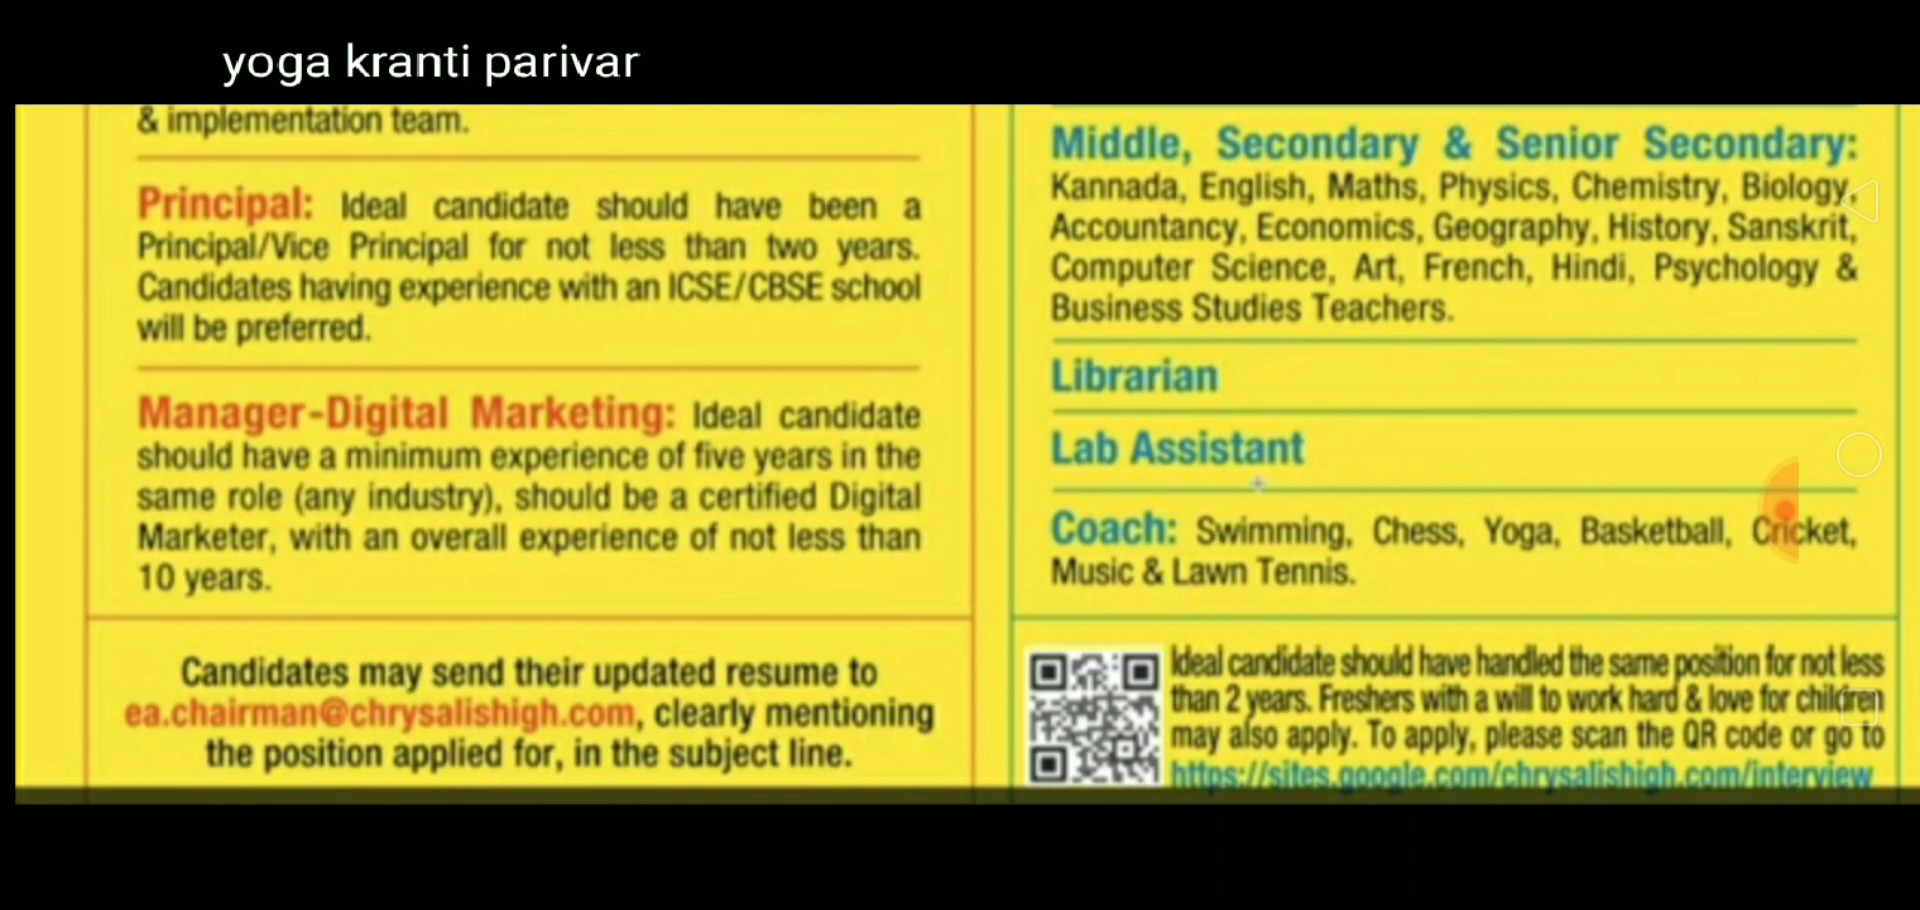 yoga kranti parivar
& implementation team.
Principal: Ideal candidate should have been a
Principal/Vice Principal for not less than two years.
Candidates having experience with an ICSE/CBSE school
will be preferred.
Manager-Digital Marketing: Ideal candidate
should have a minimum experience of five years in the
same role (any industry), should be a certified Digital
Marketer, with an overall experience of not less than
10 years.
Candidates may send their updated resume to
ea.chairman@chrysalishigh.com, clearly mentioning
the position applied for, in the subject line.
Middle, Secondary & Senior Secondary:
Kannada, English, Maths, Physics, Chemistry, Biology,
Accountancy, Economics, Geography, History, Sanskrit,
Computer Science, Art, French, Hindi, Psychology &
Business Studies Teachers.
Librarian
Lab Assistant
Coach: Swimming, Chess, Yoga, Basketball, Cricket,
Music & Lawn Tennis.
Ideal candidate should have handled the same position for not less
than 2 years. Freshers with a will to work hard & love for children
may also apply. To apply, please scan the QR code or go to
https://sites.google.com/chrysalishigh.com/interview